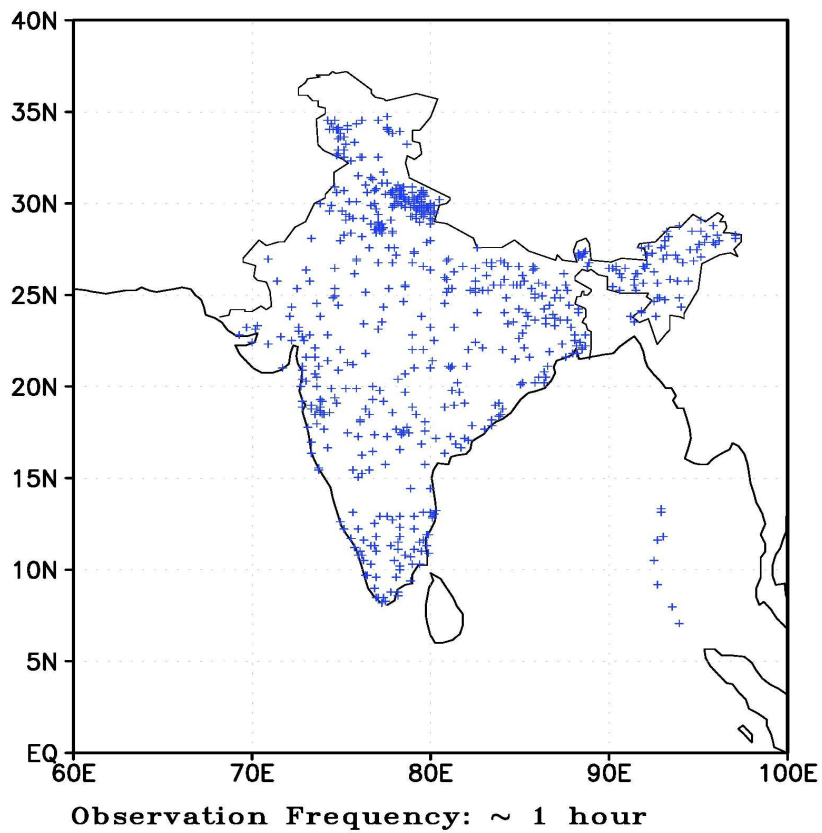 40N
35N
30N
25N
20N
15N
10N
5N
EQ
60E 70E 80E 90E 100E
Observation Frequency: ~ 1 hour